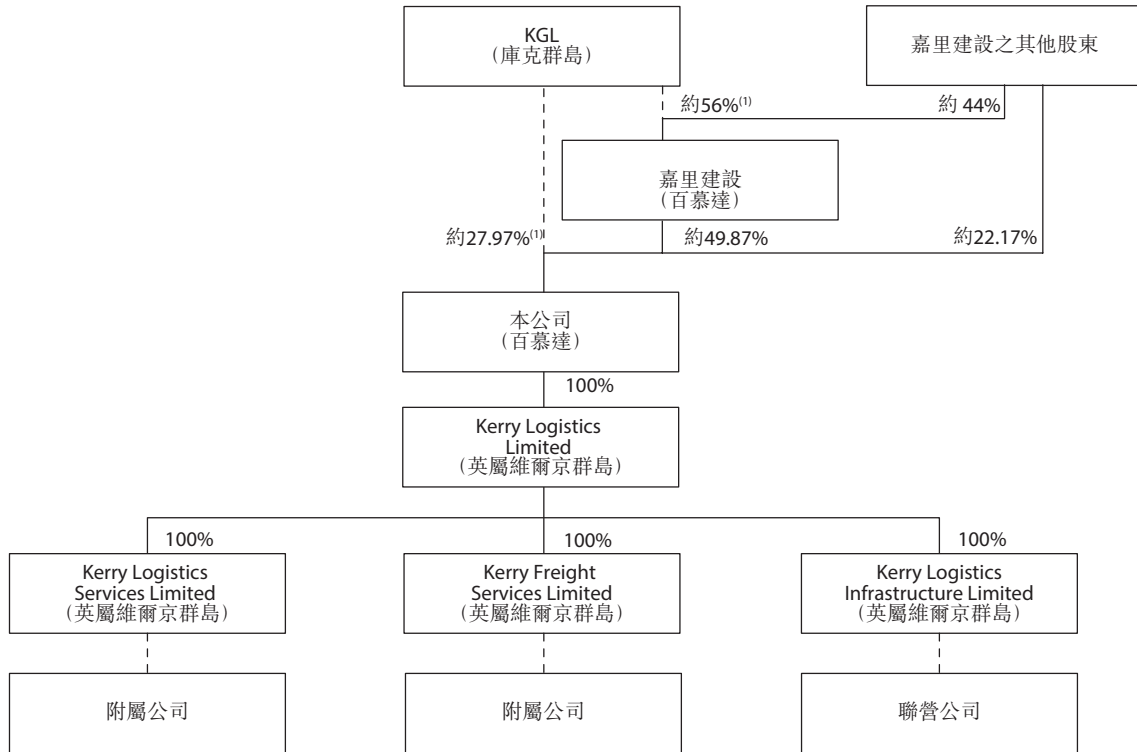 KGL
(庫克群島)
嘉里建設之其他股東
約56%(1)
約 44%
嘉里建設
(百慕達)
約27.97%(1)
約49.87%
約22.17%
本公司
(百慕達)
100%
Kerry Logistics
Limited
(英屬維爾京群島)
100%
100%
100%
Kerry Logistics
Services Limited
(英屬維爾京群島)
Kerry Freight
Services Limited
(英屬維爾京群島)
Kerry Logistics
Infrastructure Limited
(英屬維爾京群島)
附屬公司
附屬公司
聯營公司